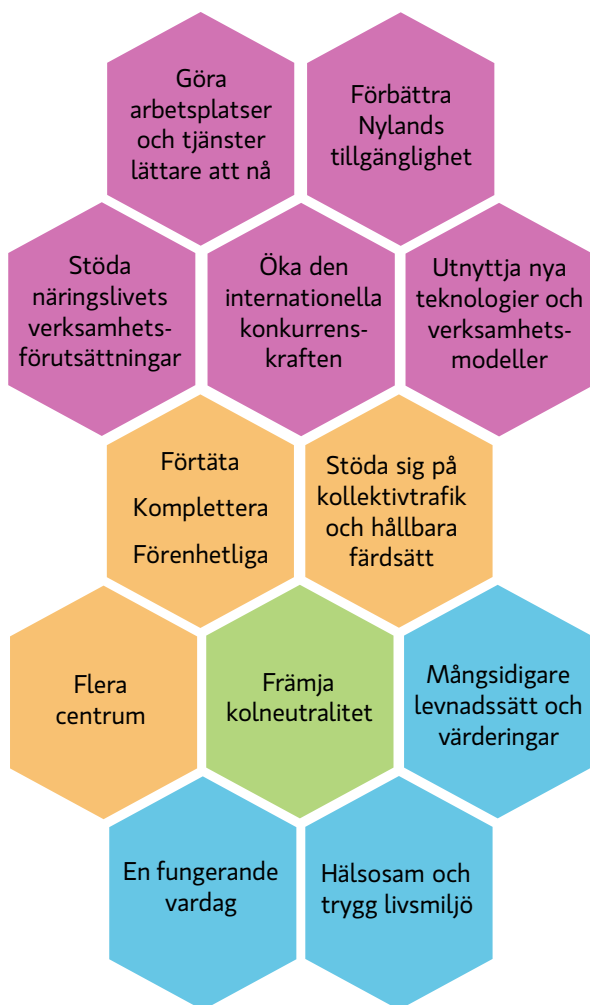 Göra
arbetsplatser
och tjänster
lättare att nå
Förbättra
Nylands
tillgänglighet
Stöda
näringslivets
verksamhets-
förutsättningar
Öka den
internationella
konkurrens-
kraften
Utnyttja nya
teknologier och
verksamhets-
modeller
Förtäta
Komplettera
Förenhetliga
Stöda sig på
kollektivtrafik
och hållbara
färdsätt
Flera
centrum
Främja
kolneutralitet
Mångsidigare
levnadssätt och
värderingar
En fungerande
vardag
Hälsosam och
trygg livsmiljö